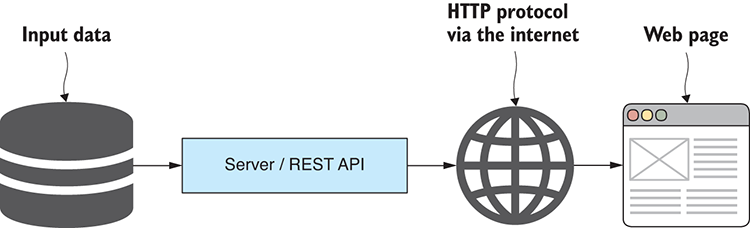 Input data
HTTP protocol
via the internet
Web page
Server / REST API